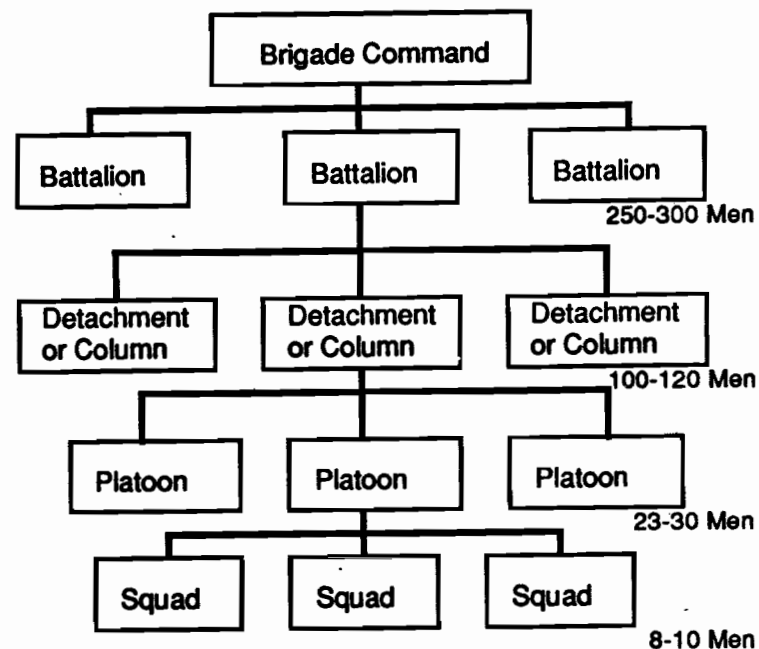 Brigade Command
Battalion
Battalion
Battalion
250-300 Men
Detachment
or Column
Detachment
or Column
Detachment
or Column
100-120 Men
Platoon
Platoon
Platoon
23-30 Men
Squad
Squad
Squad
8-10 Men